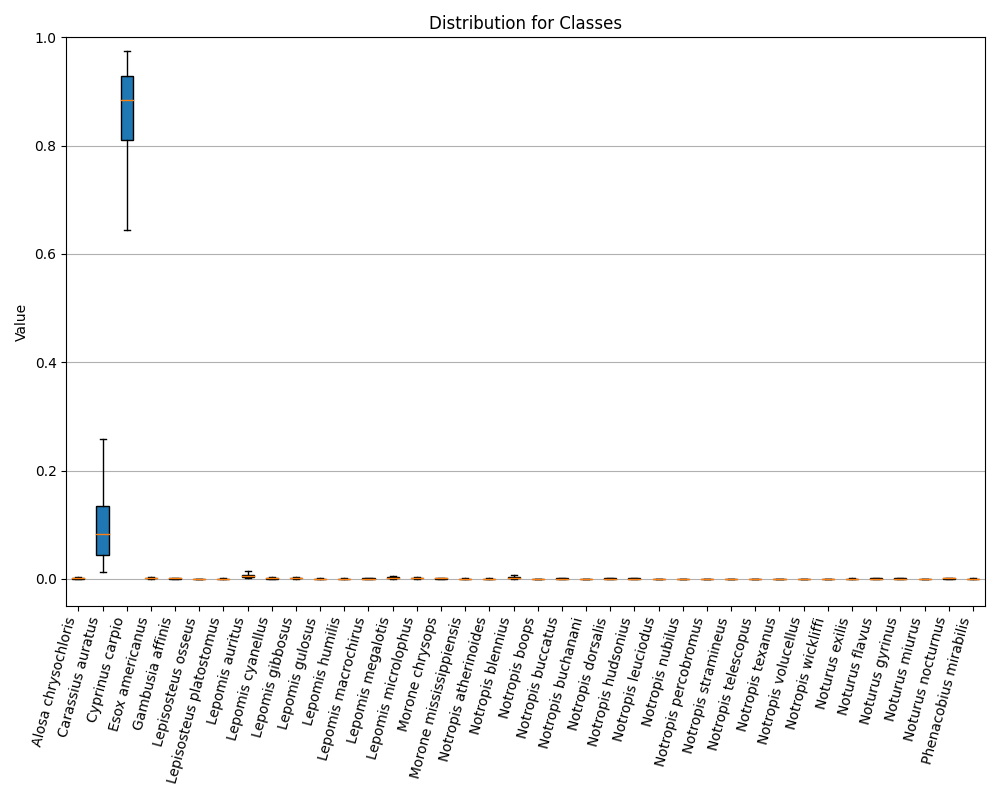 Distribution for Classes
Value
1.0
0.8
0.6
0.4
0.2
0.0
Alosa chrysochloris
Carassius auratus
Cyprinus carpio
Esox americanus
Gambusia affinis
Lepisosteus osseus
Lepisosteus platostomus
Lepomis auritus
Lepomis cyanellus
Lepomis gibbosus
Lepomis gulosus
Lepomis humilis
Lepomis macrochirus
Lepomis megalotis
Lepomis microlophus
Morone chrysops
Morone mississippiensis
Notropis atherinoides
Notropis blennius
Notropis boops
Notropis buccatus
Notropis buchanani
Notropis dorsalis
Notropis hudsonius
Notropis leuciodus
Notropis nubilus
Notropis percobromus
Notropis stramineus
Notropis telescopus
Notropis texanus
Notropis volucellus
Notropis wickliffi
Noturus exilis
Noturus flavus
Noturus gyrinus
Noturus miurus
Noturus nocturnus
Phenacobius mirabilis